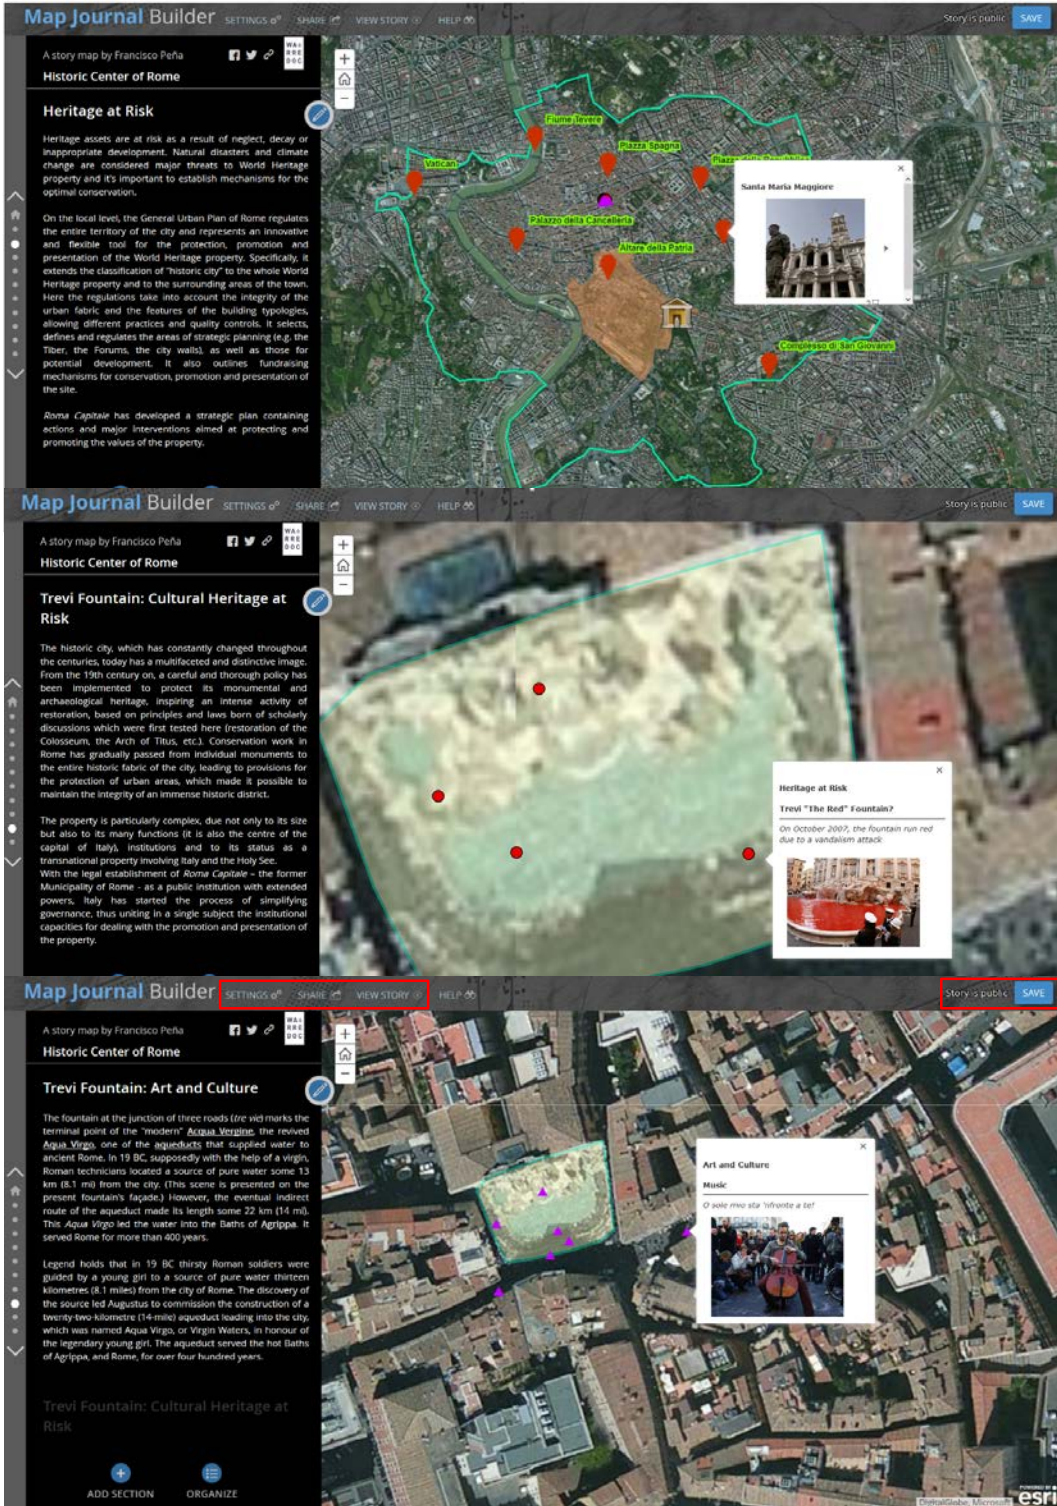 Map Journal Builder SETTINGS SHARE VIEW STORY HELP Story is public SAVE
A story map by Francisco Peña
WA+
RRE
DOC
Historic Center of Rome
Heritage at Risk
Heritage assets are at risk as a result of neglect, decay or
inappropriate development. Natural disasters and climate
change are considered major threats to World Heritage
property and it's important to establish mechanisms for the
optimal conservation.
On the local level, the General Urban Plan of Rome regulates
the entire territory of the city and represents an innovative
and flexible tool for the protection, promotion and
presentation of the World Heritage property. Specifically, it
extends the classification of "historic city" to the whole World
Heritage property and to the surrounding areas of the town.
Here the regulations take into account the integrity of the
urban fabric and the features of the building typologies,
allowing different practices and quality controls. It selects,
defines and regulates the areas of strategic planning (e.g. the
Tiber, the Forums, the city walls), as well as those for
potential development. It also outlines fundraising
mechanisms for conservation, promotion and presentation of
the site.
Roma Capitale has developed a strategic plan containing
actions and major interventions aimed at protecting and
promoting the values of the property.
Fiume Tevere
Piazza Spagna
Vatican
Piazza della
Santa Maria Maggiore
Palazzo della Cancelleria
Altare della Patria
Complesso di San Giovanni
Map Journal Builder SETTINGS SHARE VIEW STORY HELP Story is public SAVE
A story map by Francisco Peña
WA+
RRE
DOC
Historic Center of Rome
Trevi Fountain: Cultural Heritage at
Risk
The historic city, which has constantly changed throughout
the centuries, today has a multifaceted and distinctive image.
From the 19th century on, a careful and thorough policy has
been implemented to protect its monumental and
archaeological heritage, inspiring an intense activity of
restoration, based on principles and laws born of scholarly
discussions which were first tested here (restoration of the
Colosseum, the Arch of Titus, etc.). Conservation work in
Rome has gradually passed from individual monuments to
the entire historic fabric of the city, leading to provisions for
the protection of urban areas, which made it possible to
maintain the integrity of an immense historic district.
The property is particularly complex, due not only to its size
but also to its many functions (it is also the centre of the
capital of Italy), institutions and to its status as a
transnational property involving Italy and the Holy See.
With the legal establishment of Roma Capitale – the former
Municipality of Rome - as a public institution with extended
powers, Italy has started the process of simplifying
governance, thus uniting in a single subject the institutional
capacities for dealing with the promotion and presentation of
the property.
Heritage at Risk
Trevi "The Red" Fountain?
On October 2007, the fountain run red
due to a vandalism attack
Map Journal Builder SETTINGS SHARE VIEW STORY HELP Story is public SAVE
A story map by Francisco Peña
WA+
RRE
DOC
Historic Center of Rome
Trevi Fountain: Art and Culture
The fountain at the junction of three roads (tre vie) marks the
terminal point of the "modern" Acqua Vergine, the revived
Aqua Virgo, one of the aqueducts that supplied water to
ancient Rome. In 19 BC, supposedly with the help of a virgin,
Roman technicians located a source of pure water some 13
km (8.1 mi) from the city. (This scene is presented on the
present fountain's façade.) However, the eventual indirect
route of the aqueduct made its length some 22 km (14 mi).
This Aqua Virgo led the water into the Baths of Agrippa. It
served Rome for more than 400 years.
Legend holds that in 19 BC thirsty Roman soldiers were
guided by a young girl to a source of pure water thirteen
kilometres (8.1 miles) from the city of Rome. The discovery of
the source led Augustus to commission the construction of a
twenty-two-kilometre (14-mile) aqueduct leading into the city,
which was named Aqua Virgo, or Virgin Waters, in honour of
the legendary young girl. The aqueduct served the hot Baths
of Agrippa, and Rome, for over four hundred years.
Trevi Fountain: Cultural Heritage at
Risk
ADD SECTION ORGANIZE
Art and Culture
Music
O sole mio sta 'nfronte a te!
POWERED BY
esri
DigitalGlobe, Microsoft